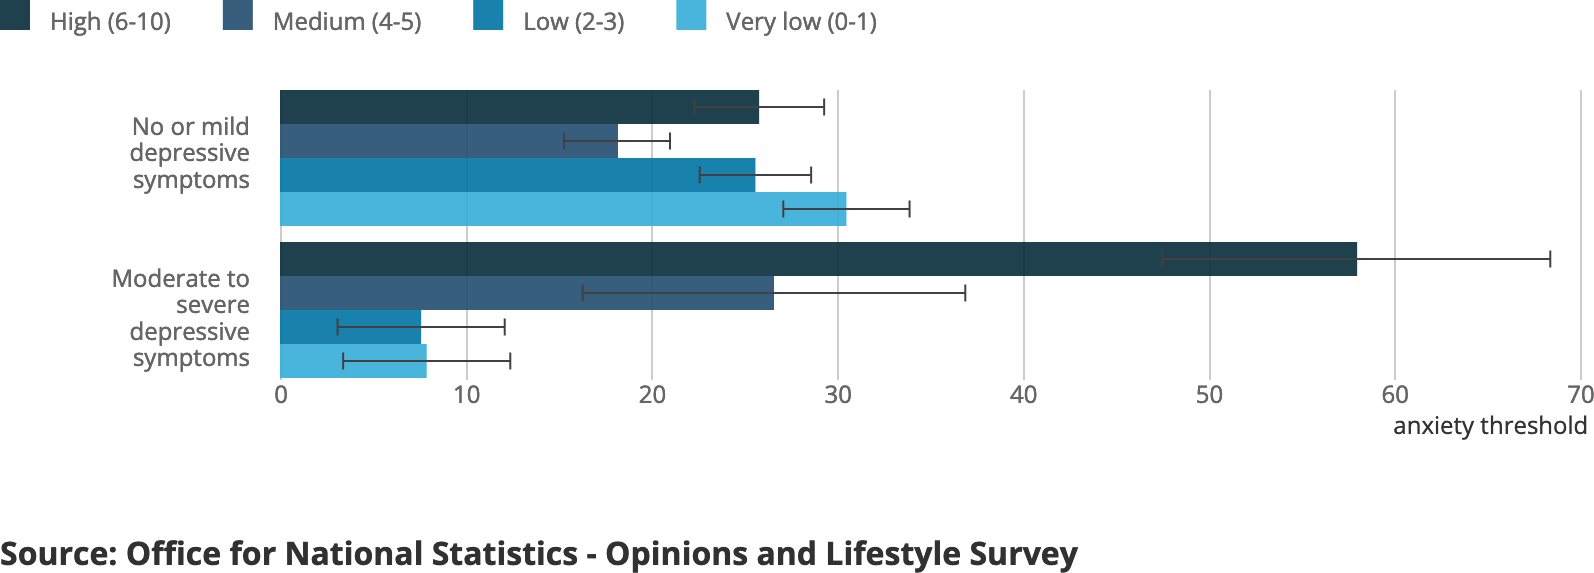 High (6-10) Medium (4-5) Low (2-3) Very low (0-1)
No or mild
depressive
symptoms
Moderate to
severe
depressive
symptoms
0 10 20 30 40 50 60 70
anxiety threshold
Source: Office for National Statistics - Opinions and Lifestyle Survey